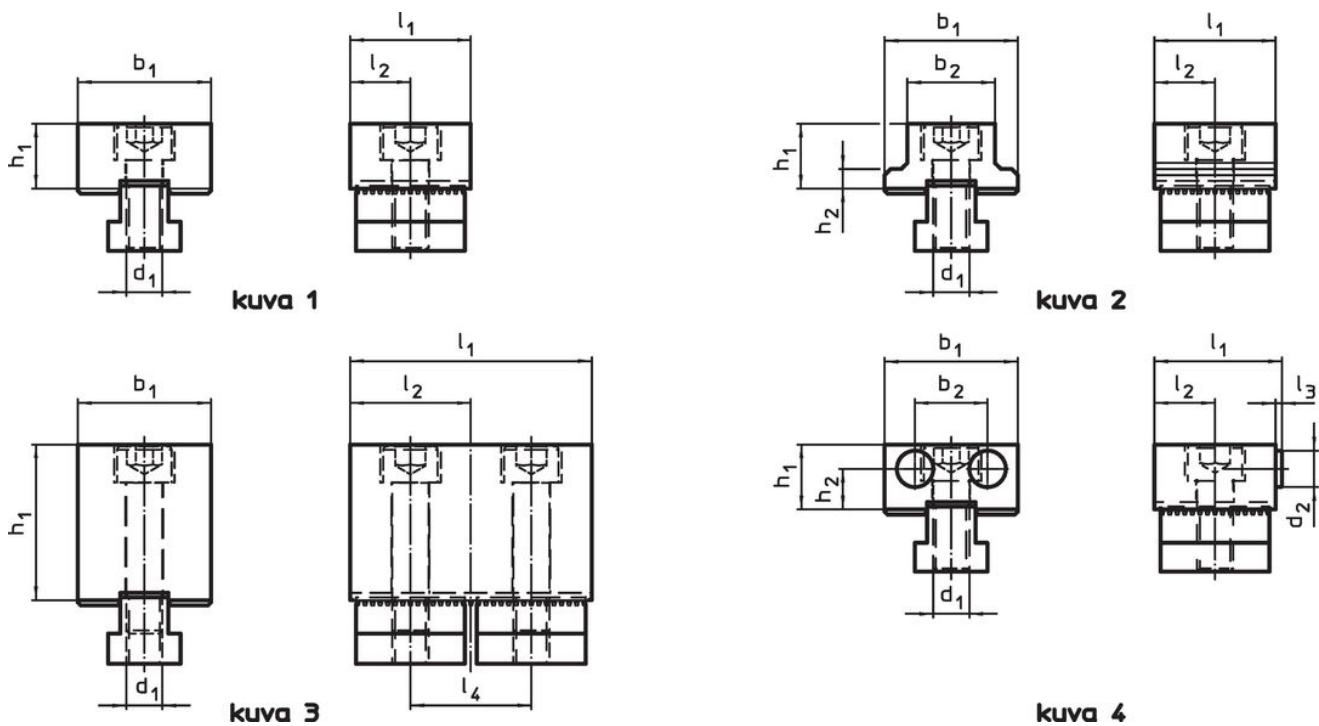 l₁
l₂
b₁
h₁
d₁
kuva 1
b₁
b₂
l₁
l₂
h₁
h₂
d₁
kuva 2
l₁
b₁
l₂
h₁
d₁
l₄
kuva 3
b₁
b₂
l₁
l₂
l₃
h₁
h₂
d₂
d₁
kuva 4